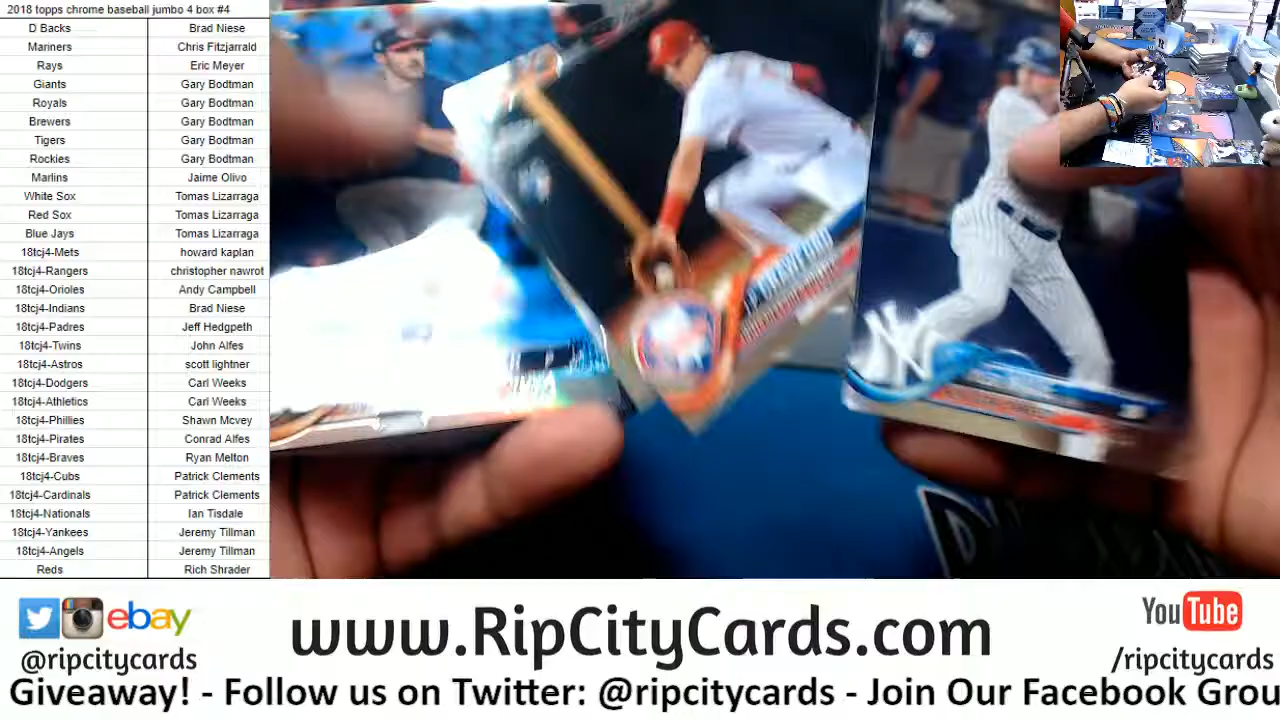 2018 topps chrome baseball jumbo 4 box #4
D Backs Brad Niese
Mariners Chris Fitzjarrald
Rays Eric Meyer
Giants Gary Bodtman
Royals Gary Bodtman
Brewers Gary Bodtman
Tigers Gary Bodtman
Rockies Gary Bodtman
Marlins Jaime Olivo
White Sox Tomas Lizarraga
Red Sox Tomas Lizarraga
Blue Jays Tomas Lizarraga
18tcj4-Mets howard kaplan
18tcj4-Rangers christopher nawrot
18tcj4-Orioles Andy Campbell
18tcj4-Indians Brad Niese
18tcj4-Padres Jeff Hedgpeth
18tcj4-Twins John Alfes
18tcj4-Astros scott lightner
18tcj4-Dodgers Carl Weeks
18tcj4-Athletics Carl Weeks
18tcj4-Phillies Shawn Mcvey
18tcj4-Pirates Conrad Alfes
18tcj4-Braves Ryan Melton
18tcj4-Cubs Patrick Clements
18tcj4-Cardinals Patrick Clements
18tcj4-Nationals Ian Tisdale
18tcj4-Yankees Jeremy Tillman
18tcj4-Angels Jeremy Tillman
Reds Rich Shrader
NY
ebay
@ripcitycards
www.RipCityCards.com
YouTube
/ripcitycards
Giveaway! - Follow us on Twitter: @ripcitycards - Join Our Facebook Grou